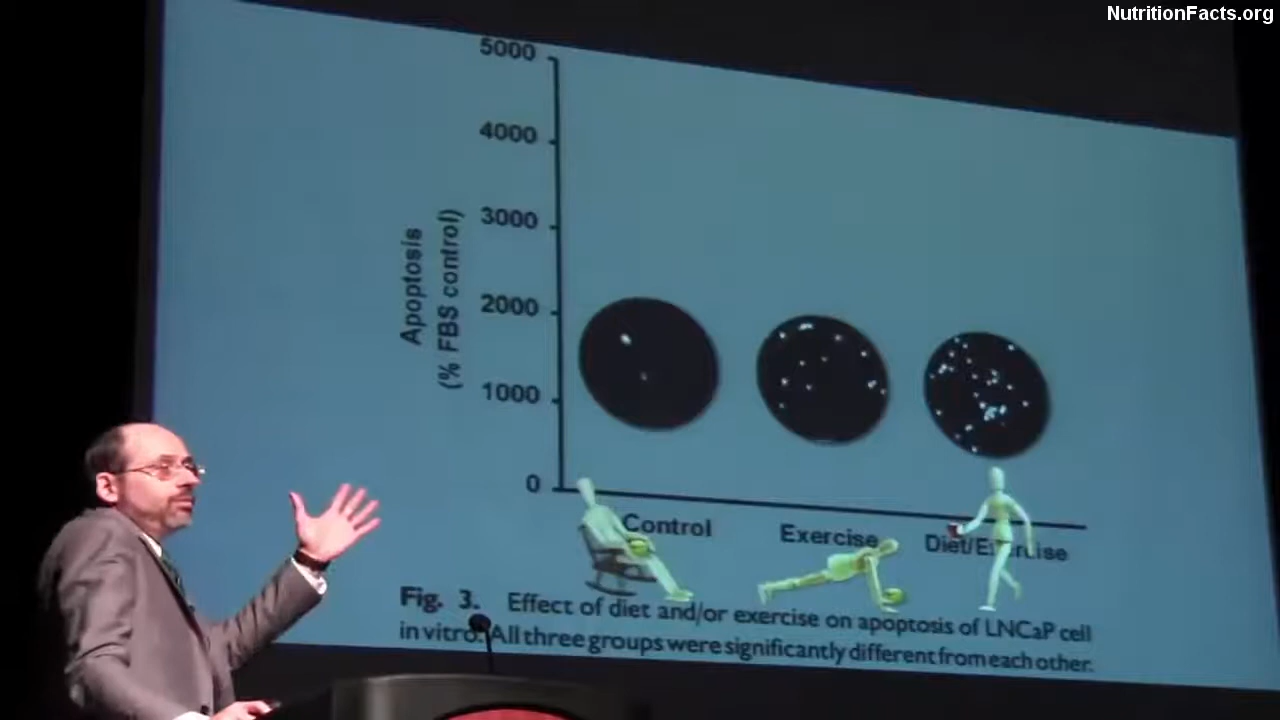 NutritionFacts.org
5000
4000
3000
2000
1000
0
Apoptosis
(% FBS control)
Control
Exercise
Diet/Exercise
Fig. 3. Effect of diet and/or exercise on apoptosis of LNCaP cell
in vitro. All three groups were significantly different from each other.